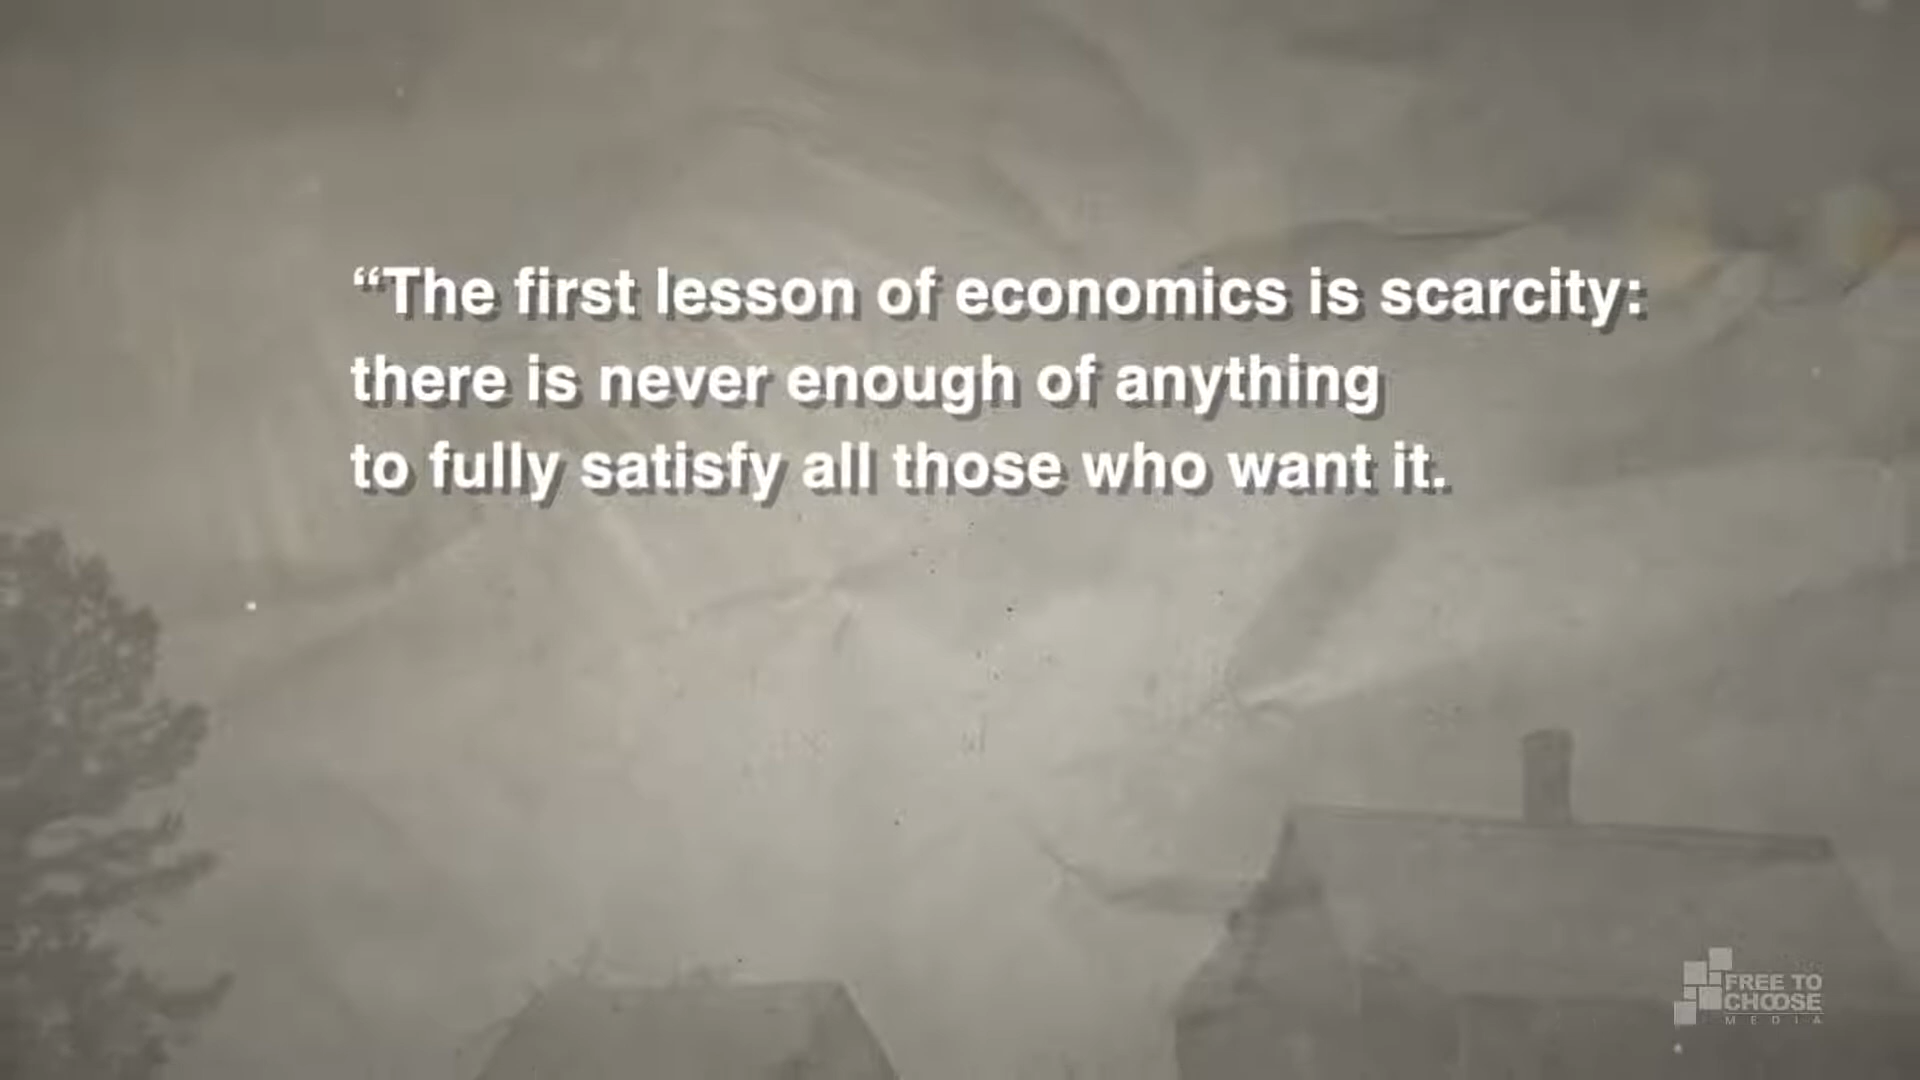 “The first lesson of economics is scarcity:
there is never enough of anything
to fully satisfy all those who want it.
FREE TO
CHOOSE
MEDIA